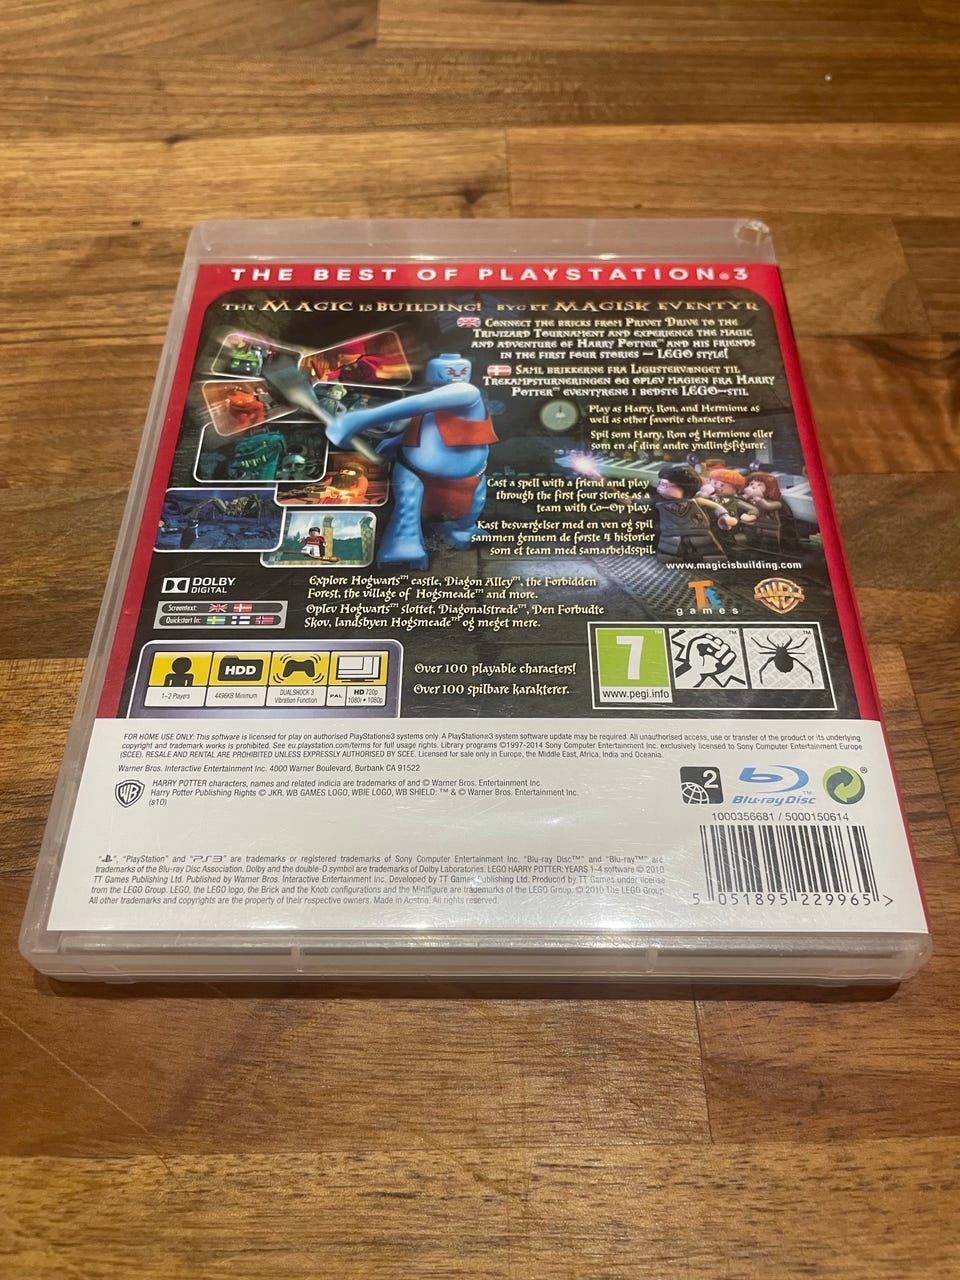 THE BEST OF PLAYSTATION®3
THE MAGIC IS BUILDING! BYG ET MAGISK EVENTYR
CONNECT THE BRICKS FROM PRIVET DRIVE TO THE
TRIWIZARD TOURNAMENT AND EXPERIENCE THE MAGIC
AND ADVENTURE OF HARRY POTTER™ AND HIS FRIENDS
IN THE FIRST FOUR STORIES — LEGO STYLE!
SAML BRIKKERNE FRA LIGUSTERVÆNGET TIL
TREKAMPSTURNERINGEN OG OPLEV MAGIEN FRA HARRY
POTTER™ EVENTYRENE I BEDSTE LEGO—STIL.
Play as Harry, Ron, and Hermione as
well as other favorite characters.
Spil som Harry, Ron og Hermione eller
som en af dine andre yndlingsfigurer.
Cast a spell with a friend and play
through the first four stories as a
team with Co—Op play.
Kast besværgelser med en ven og spil
sammen gennem de første 4 historier
som et team med samarbejdsspil.
www.magicisbuilding.com
DOLBY
DIGITAL
Explore Hogwarts™ castle, Diagon Alley™, the Forbidden
Forest, the village of Hogsmeade™ and more.
Oplev Hogwarts™ slottet, Diagonalstræde™, Den Forbudte
Skov, landsbyen Hogsmeade™ og meget mere.
Screentext:
Quickstart In:
Tt
games
WB
1–2 Players
HDD
4496KB Minimum
DUALSHOCK 3
Vibration Function
PAL
HD 720p
1080i • 1080p
Over 100 playable characters!
Over 100 spilbare karakterer.
7™
www.pegi.info
™
™
FOR HOME USE ONLY: This software is licensed for play on authorised PlayStation®3 systems only. A PlayStation®3 system software update may be required. All unauthorised access, use or transfer of the product or its underlying
copyright and trademark works is prohibited. See eu.playstation.com/terms for full usage rights. Library programs ©1997-2014 Sony Computer Entertainment Inc. exclusively licensed to Sony Computer Entertainment Europe
(SCEE). RESALE AND RENTAL ARE PROHIBITED UNLESS EXPRESSLY AUTHORISED BY SCEE. Licensed for sale only in Europe, the Middle East, Africa, India and Oceania.
Warner Bros. Interactive Entertainment Inc. 4000 Warner Boulevard, Burbank CA 91522
WB
HARRY POTTER characters, names and related indicia are trademarks of and © Warner Bros. Entertainment Inc.
Harry Potter Publishing Rights © JKR. WB GAMES LOGO, WBIE LOGO, WB SHIELD: ™ & © Warner Bros. Entertainment Inc.
(s10)
2
Blu-ray Disc
®
1000356681 / 5000150614
"PS", "PlayStation" and "PS3" are trademarks or registered trademarks of Sony Computer Entertainment Inc. "Blu-ray Disc™" and "Blu-ray™" are
trademarks of the Blu-ray Disc Association. Dolby and the double-D symbol are trademarks of Dolby Laboratories. LEGO HARRY POTTER: YEARS 1-4 software © 2010
TT Games Publishing Ltd. Published by Warner Bros. Interactive Entertainment Inc. Developed by TT Games Publishing Ltd. Produced by TT Games under license
from the LEGO Group. LEGO, the LEGO logo, the Brick and the Knob configurations and the Minifigure are trademarks of the LEGO Group. © 2010 The LEGO Group.
All other trademarks and copyrights are the property of their respective owners. Made in Austria. All rights reserved.
5 051895 229965 >